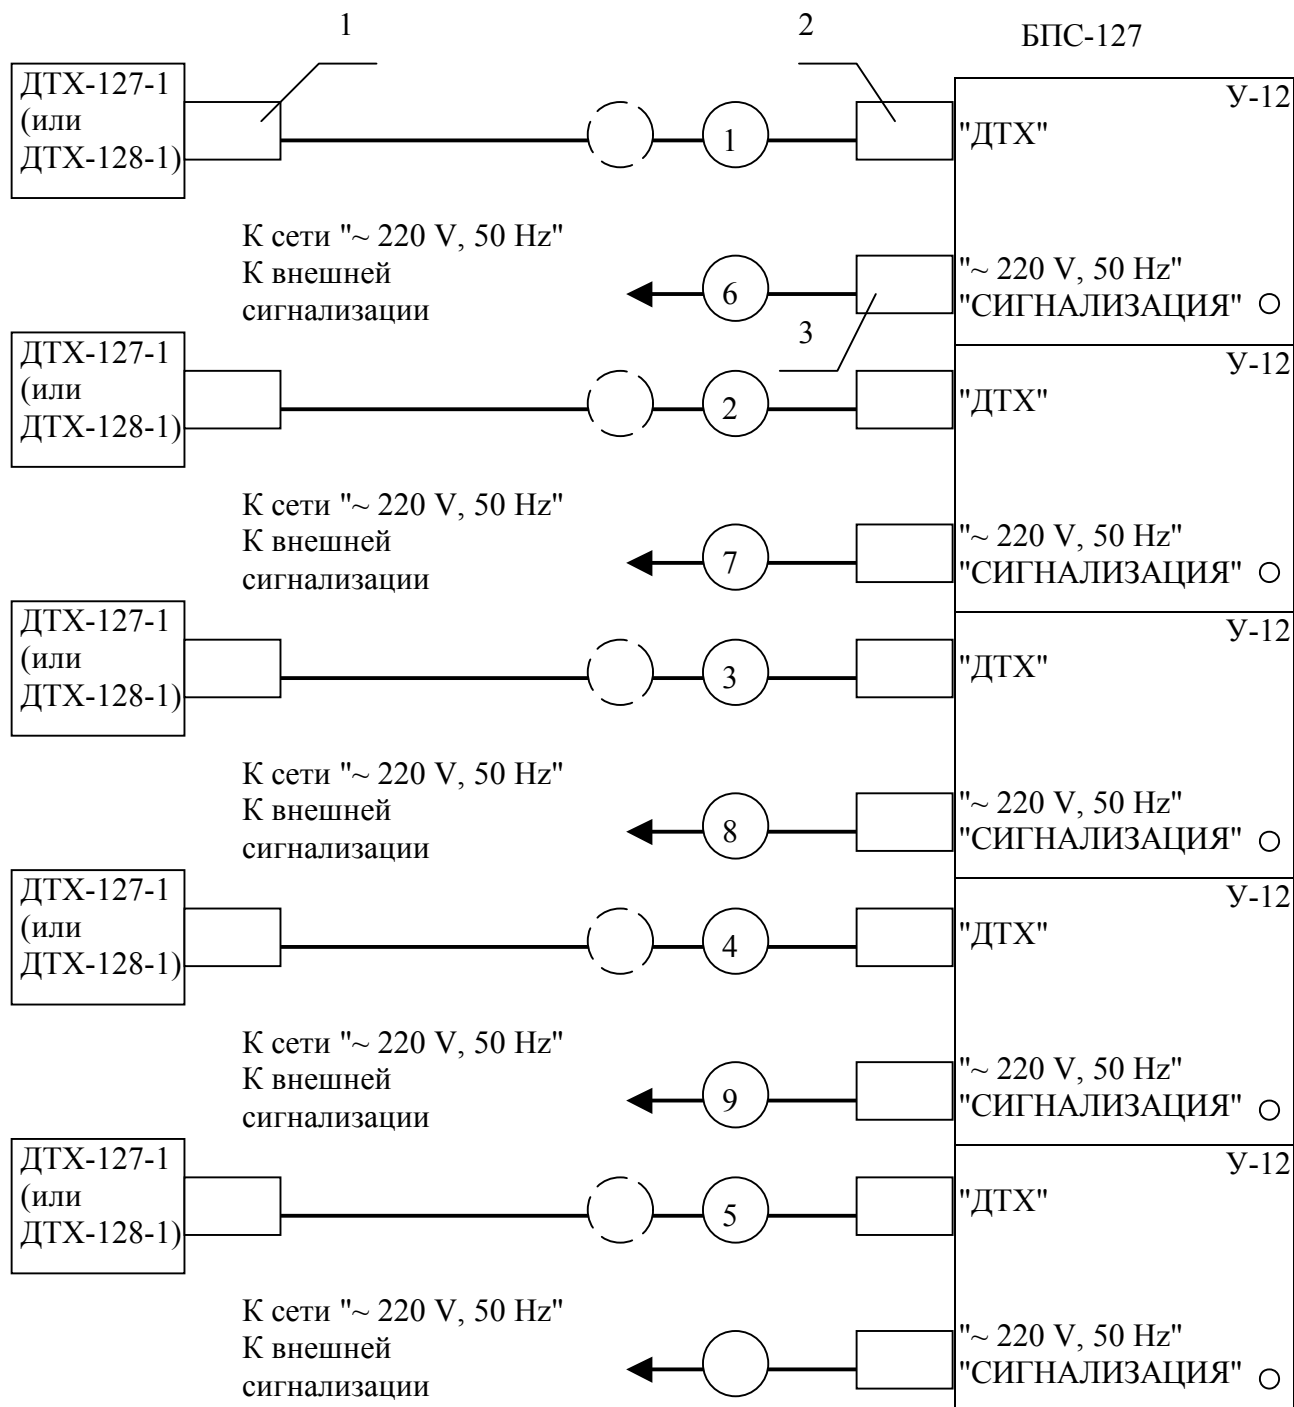 1
2
БПС-127
ДТХ-127-1
(или
ДТХ-128-1)
1
"ДТХ"
У-12
К сети "~ 220 V, 50 Hz"
К внешней
сигнализации
6
3
"~ 220 V, 50 Hz"
"СИГНАЛИЗАЦИЯ"
ДТХ-127-1
(или
ДТХ-128-1)
2
"ДТХ"
У-12
К сети "~ 220 V, 50 Hz"
К внешней
сигнализации
7
"~ 220 V, 50 Hz"
"СИГНАЛИЗАЦИЯ"
ДТХ-127-1
(или
ДТХ-128-1)
3
"ДТХ"
У-12
К сети "~ 220 V, 50 Hz"
К внешней
сигнализации
8
"~ 220 V, 50 Hz"
"СИГНАЛИЗАЦИЯ"
ДТХ-127-1
(или
ДТХ-128-1)
4
"ДТХ"
У-12
К сети "~ 220 V, 50 Hz"
К внешней
сигнализации
9
"~ 220 V, 50 Hz"
"СИГНАЛИЗАЦИЯ"
ДТХ-127-1
(или
ДТХ-128-1)
5
"ДТХ"
У-12
К сети "~ 220 V, 50 Hz"
К внешней
сигнализации
"~ 220 V, 50 Hz"
"СИГНАЛИЗАЦИЯ"